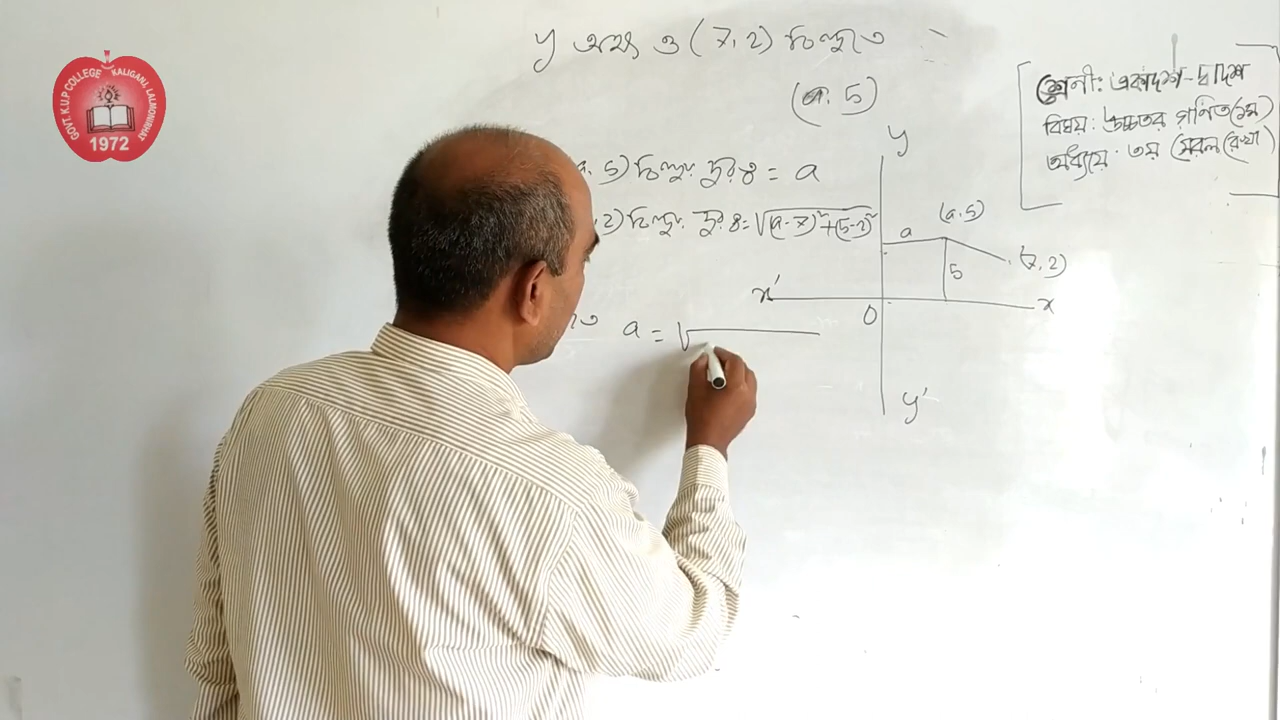 GOVT. K.U.P COLLEGE KALIGANJ, LALMONIRHAT
1972
y অক্ষ ও (7, 2) বিন্দুতে
(a, 5)
শ্রেনী: একাদশ-দ্বাদশ
বিষয়: উচ্চতর গণিত (১ম)
অধ্যায়: ৩য় (সরল রেখা)
5) বিন্দুর দূরত্ব = a
2) বিন্দুর দূরত্ব = √(a-7)²+(5-2)²
a = √
y
(a, 5)
a
(7, 2)
5
x'
O
x
y'